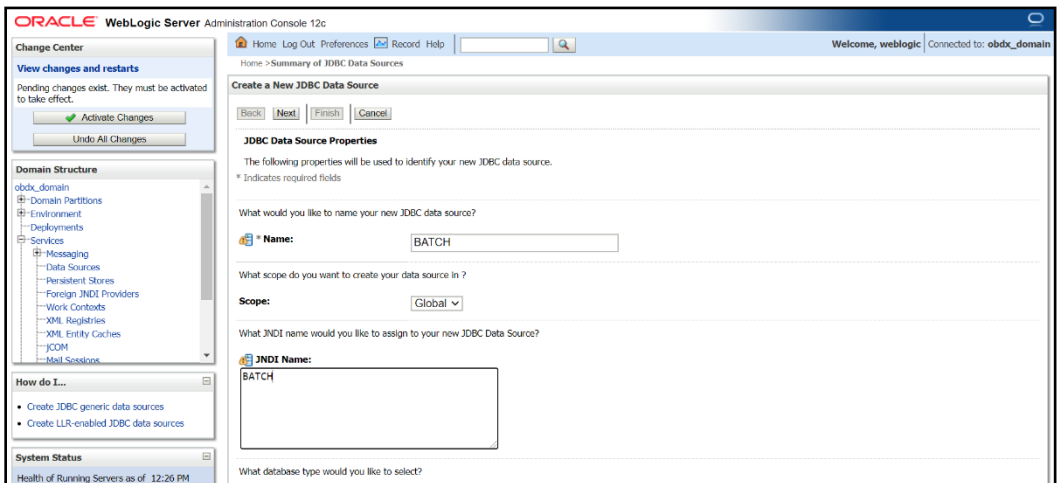 ORACLE WebLogic Server Administration Console 12c
Change Center
View changes and restarts
Pending changes exist. They must be activated
to take effect.
Activate Changes
Undo All Changes
Domain Structure
obdx_domain
Domain Partitions
Environment
Deployments
Services
Messaging
Data Sources
Persistent Stores
Foreign JNDI Providers
Work Contexts
XML Registries
XML Entity Caches
jCOM
Mail Sessions
How do I...
Create JDBC generic data sources
Create LLR-enabled JDBC data sources
System Status
Health of Running Servers as of 12:26 PM
Home Log Out Preferences Record Help
Welcome, weblogic Connected to: obdx_domain
Home >Summary of JDBC Data Sources
Create a New JDBC Data Source
Back Next Finish Cancel
JDBC Data Source Properties
The following properties will be used to identify your new JDBC data source.
* Indicates required fields
What would you like to name your new JDBC data source?
* Name: BATCH
What scope do you want to create your data source in ?
Scope: Global
What JNDI name would you like to assign to your new JDBC Data Source?
JNDI Name:
BATCH
What database type would you like to select?